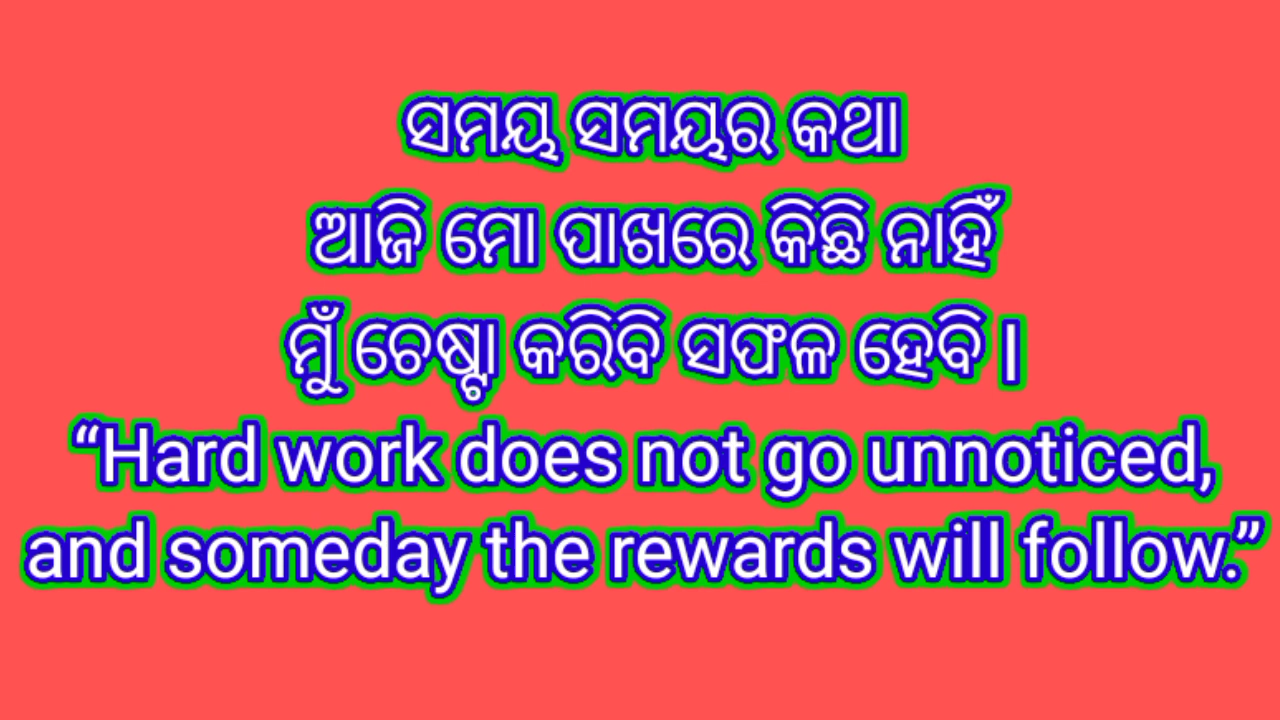 ସମୟ ସମୟର କଥା
ଆଜି ମୋ ପାଖରେ କିଛି ନାହିଁ
ମୁଁ ଚେଷ୍ଟା କରିବି ସଫଳ ହେବି |
“Hard work does not go unnoticed,
and someday the rewards will follow.”